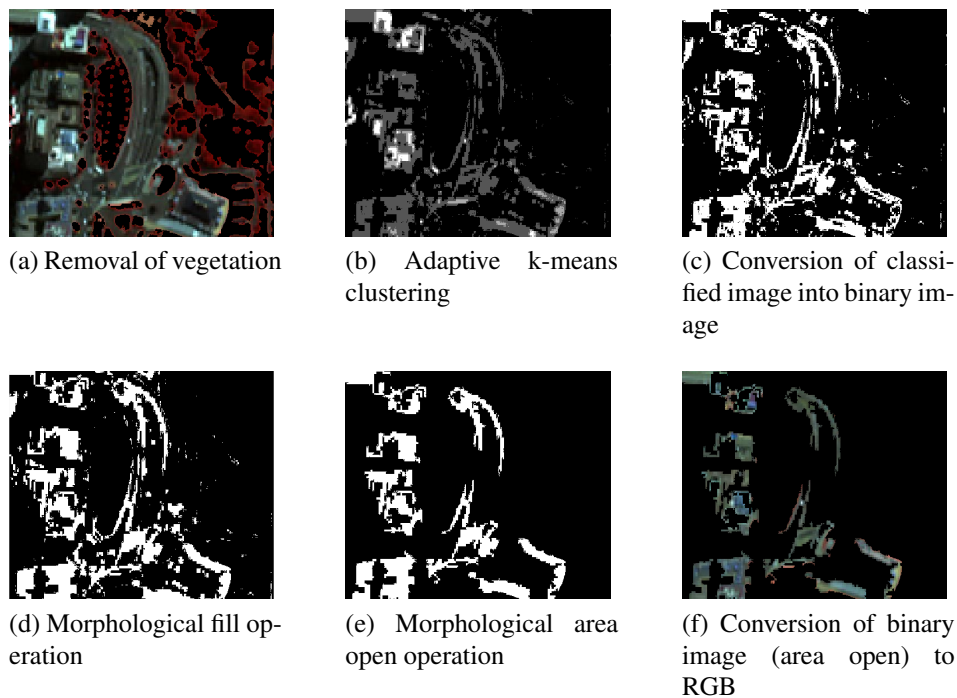 (a) Removal of vegetation
(b) Adaptive k-means
clustering
(c) Conversion of classi-
fied image into binary im-
age
(d) Morphological fill op-
eration
(e) Morphological area
open operation
(f) Conversion of binary
image (area open) to
RGB